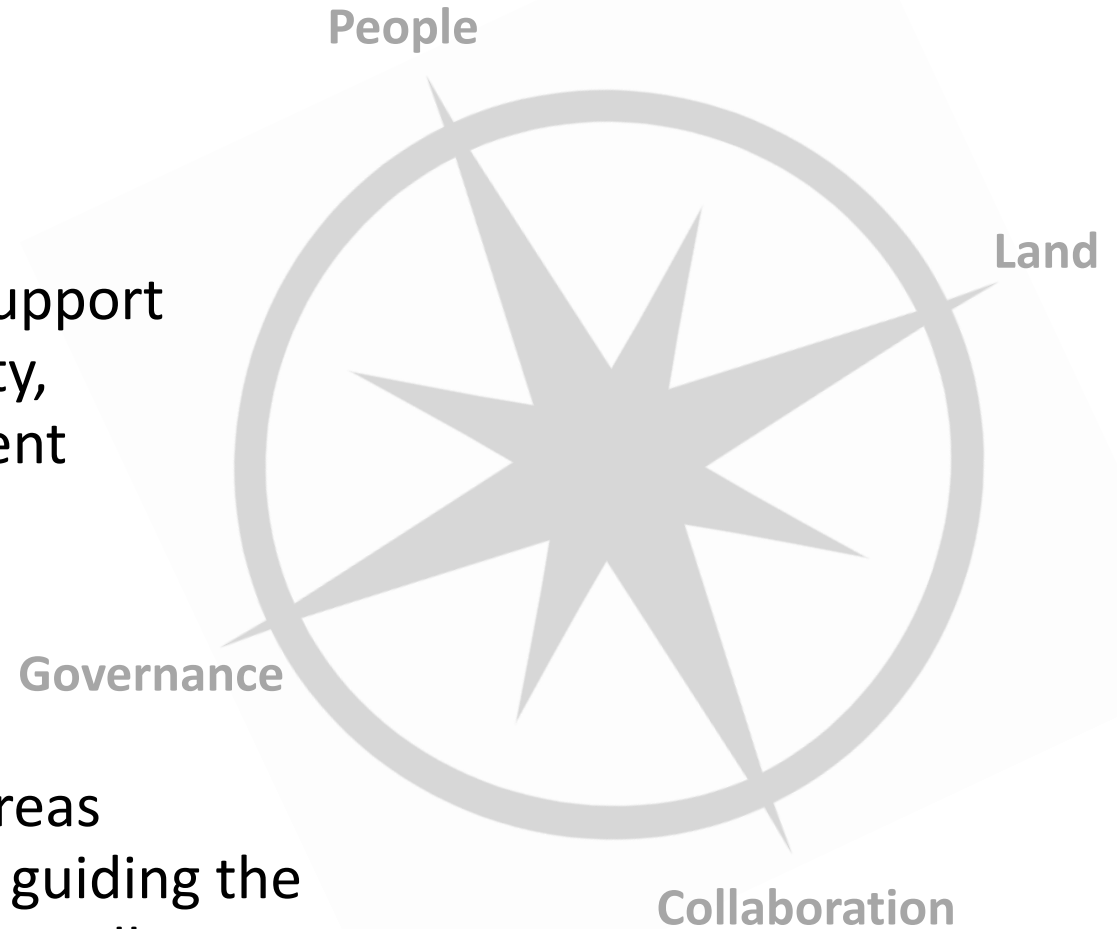 People
Land
upport
ty,
ent
Governance
reas
guiding the
Collaboration